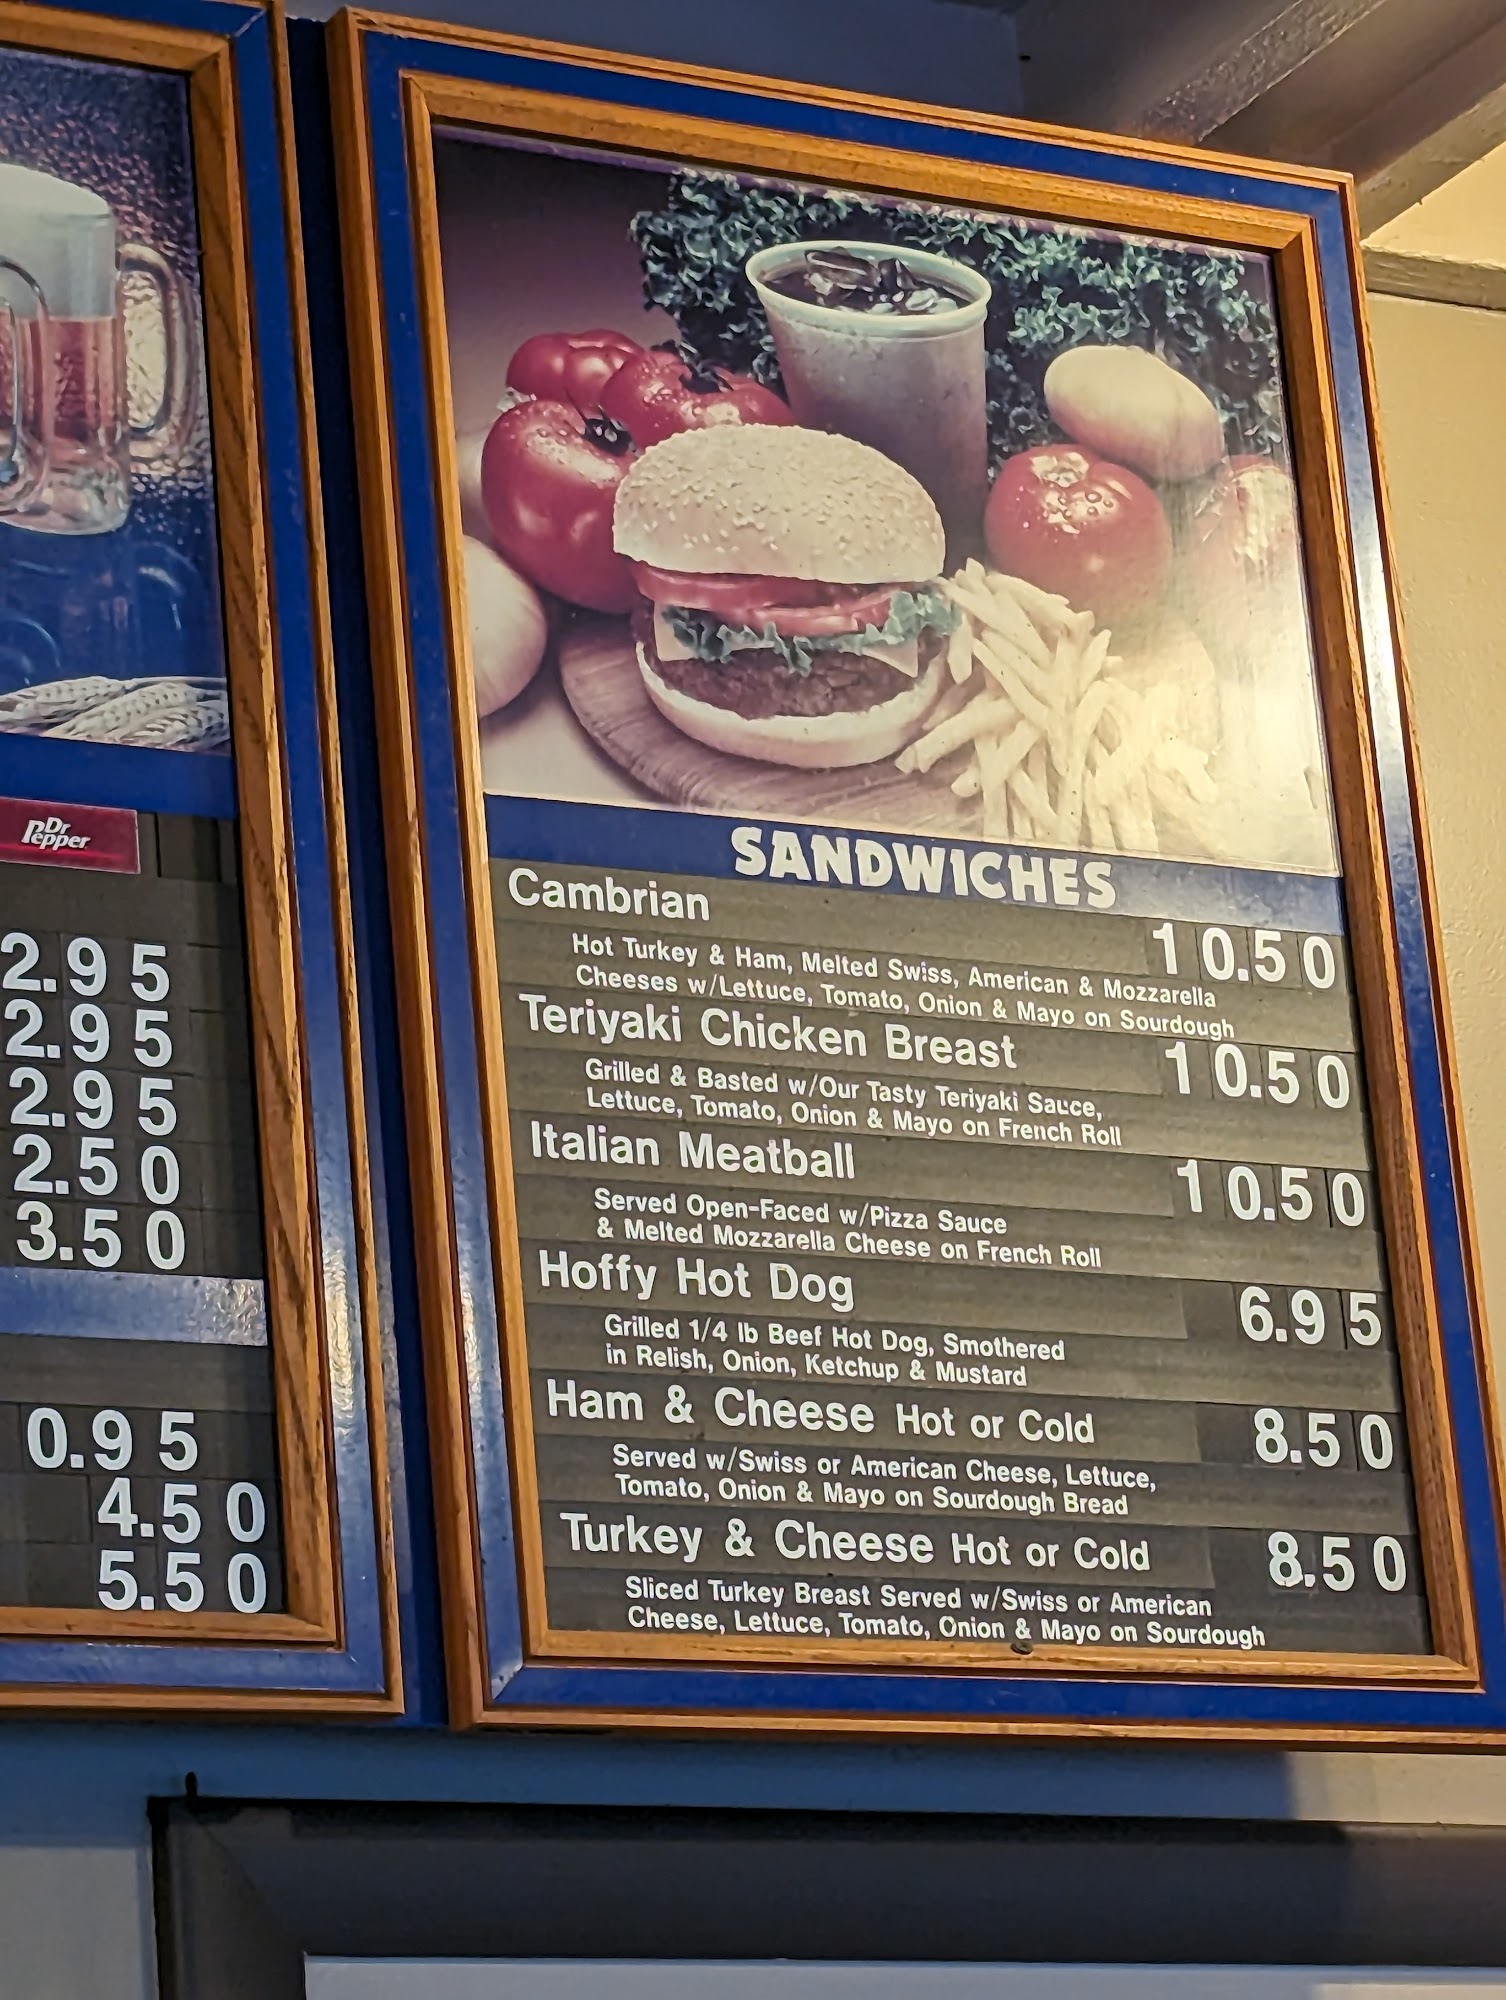 Dr
Pepper
2.95
2.95
2.95
2.50
3.50
0.95
4.50
5.50
SANDWICHES
Cambrian 10.50
Hot Turkey & Ham, Melted Swiss, American & Mozzarella
Cheeses w/Lettuce, Tomato, Onion & Mayo on Sourdough
Teriyaki Chicken Breast 10.50
Grilled & Basted w/Our Tasty Teriyaki Sauce,
Lettuce, Tomato, Onion & Mayo on French Roll
Italian Meatball 10.50
Served Open-Faced w/Pizza Sauce
& Melted Mozzarella Cheese on French Roll
Hoffy Hot Dog 6.95
Grilled 1/4 lb Beef Hot Dog, Smothered
in Relish, Onion, Ketchup & Mustard
Ham & Cheese Hot or Cold 8.50
Served w/Swiss or American Cheese, Lettuce,
Tomato, Onion & Mayo on Sourdough Bread
Turkey & Cheese Hot or Cold 8.50
Sliced Turkey Breast Served w/Swiss or American
Cheese, Lettuce, Tomato, Onion & Mayo on Sourdough